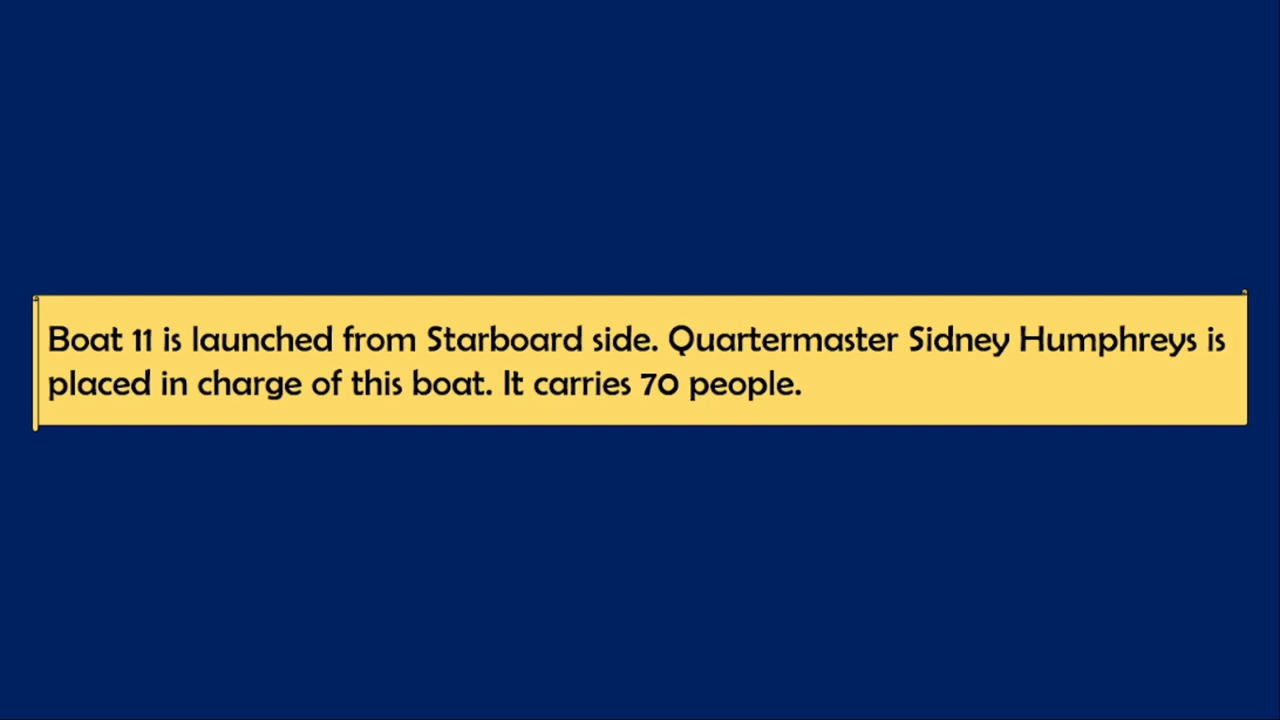 Boat 11 is launched from Starboard side. Quartermaster Sidney Humphreys is
placed in charge of this boat. It carries 70 people.